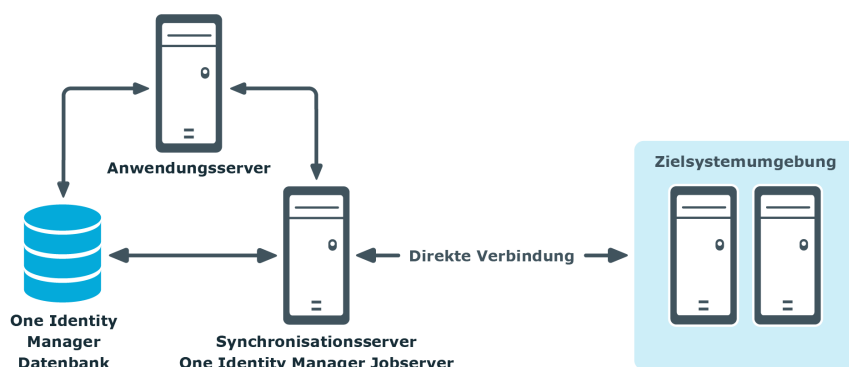 Anwendungsserver
Zielsystemumgebung
Direkte Verbindung
One Identity
Manager
Datenbank
Synchronisationsserver
One Identity Manager Jobserver